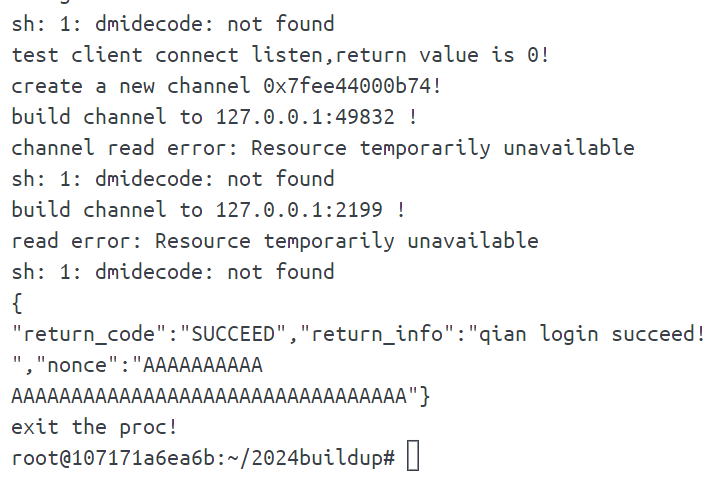 sh: 1: dmidecode: not found
test client connect listen,return value is 0!
create a new channel 0x7fee44000b74!
build channel to 127.0.0.1:49832 !
channel read error: Resource temporarily unavailable
sh: 1: dmidecode: not found
build channel to 127.0.0.1:2199 !
read error: Resource temporarily unavailable
sh: 1: dmidecode: not found
{
"return_code":"SUCCEED","return_info":"qian login succeed!
","nonce":"AAAAAAAAAA
AAAAAAAAAAAAAAAAAAAAAAAAAAAAAAAAA"}
exit the proc!
root@107171a6ea6b:~/2024buildup#